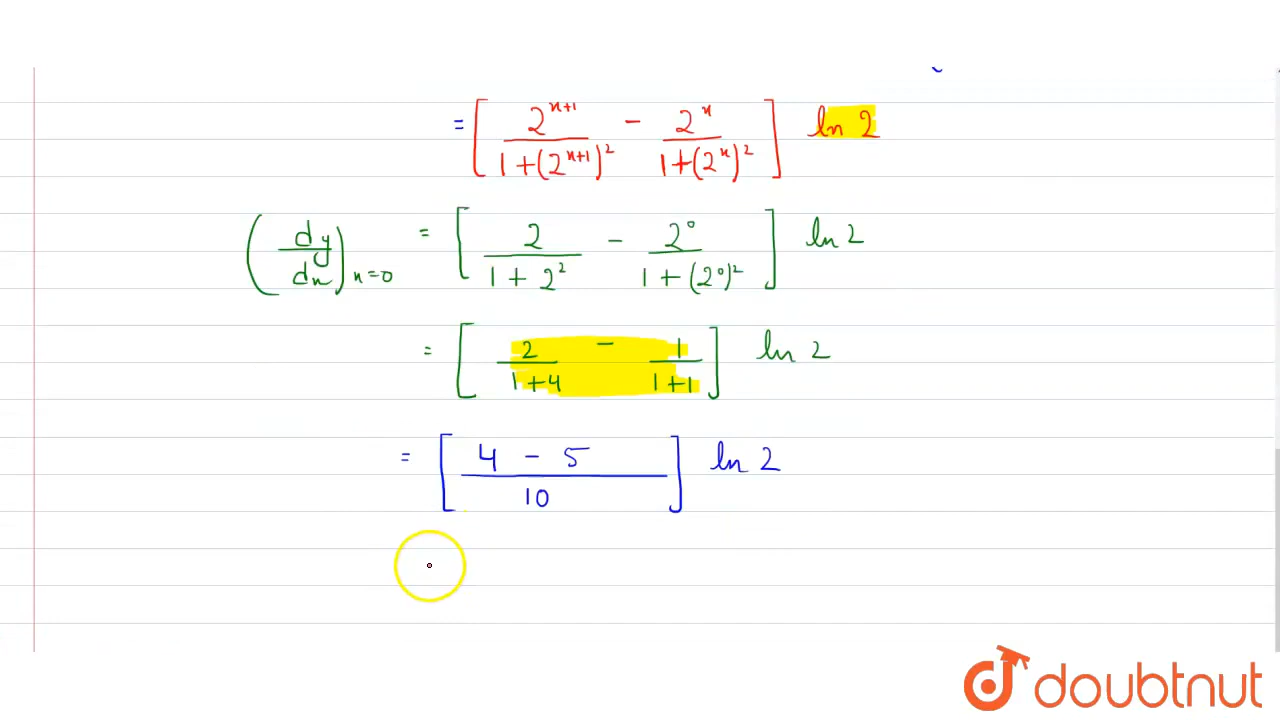 = [ 2^{x+1} / 1+(2^{x+1})^2 − 2^x / 1+(2^x)^2 ] ln 2
(dy/dx)_{x=0} = [ 2 / 1+2^2 − 2^0 / 1+(2^0)^2 ] ln 2
= [ 2 / 1+4 − 1 / 1+1 ] ln 2
= [ 4 − 5 / 10 ] ln 2
doubtnut